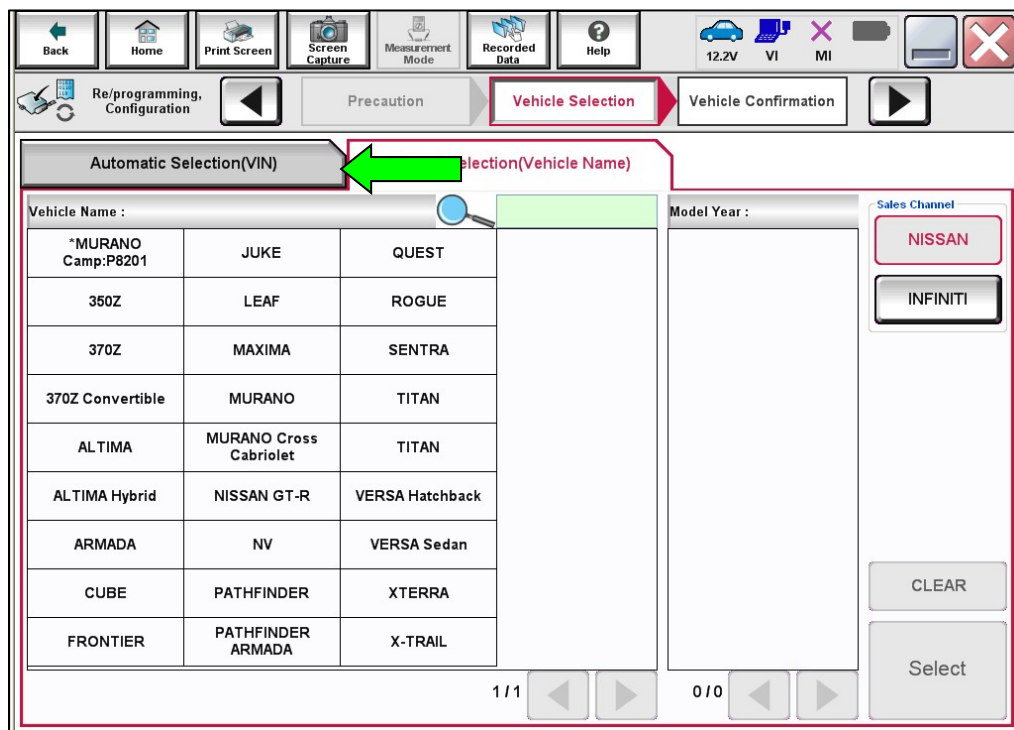 Back
Home
Print Screen
Screen
Capture
Measurement
Mode
Recorded
Data
Help
12.2V
VI
MI
Re/programming,
Configuration
Precaution
Vehicle Selection
Vehicle Confirmation
Automatic Selection(VIN)
election(Vehicle Name)
Vehicle Name :
Model Year :
Sales Channel
*MURANO
Camp:P8201
JUKE
QUEST
NISSAN
350Z
LEAF
ROGUE
INFINITI
370Z
MAXIMA
SENTRA
370Z Convertible
MURANO
TITAN
ALTIMA
MURANO Cross
Cabriolet
TITAN
ALTIMA Hybrid
NISSAN GT-R
VERSA Hatchback
ARMADA
NV
VERSA Sedan
CUBE
PATHFINDER
XTERRA
CLEAR
FRONTIER
PATHFINDER
ARMADA
X-TRAIL
Select
1/1
0/0